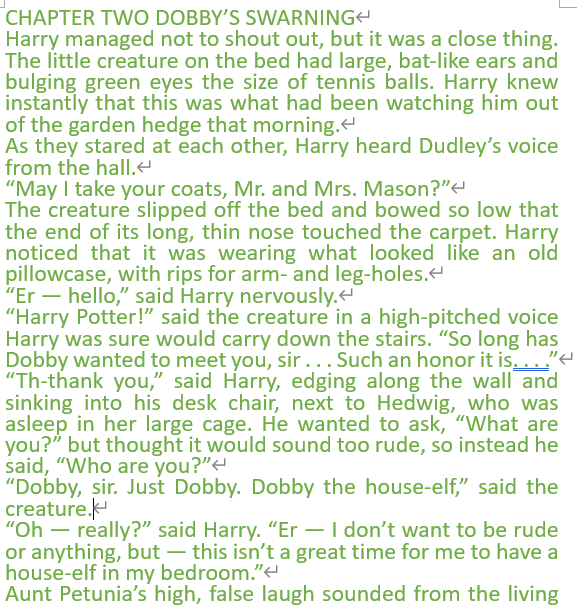 CHAPTER TWO DOBBY’S SWARNING
Harry managed not to shout out, but it was a close thing.
The little creature on the bed had large, bat-like ears and
bulging green eyes the size of tennis balls. Harry knew
instantly that this was what had been watching him out
of the garden hedge that morning.
As they stared at each other, Harry heard Dudley’s voice
from the hall.
“May I take your coats, Mr. and Mrs. Mason?”
The creature slipped off the bed and bowed so low that
the end of its long, thin nose touched the carpet. Harry
noticed that it was wearing what looked like an old
pillowcase, with rips for arm- and leg-holes.
“Er — hello,” said Harry nervously.
“Harry Potter!” said the creature in a high-pitched voice
Harry was sure would carry down the stairs. “So long has
Dobby wanted to meet you, sir . . . Such an honor it is. . . .”
“Th-thank you,” said Harry, edging along the wall and
sinking into his desk chair, next to Hedwig, who was
asleep in her large cage. He wanted to ask, “What are
you?” but thought it would sound too rude, so instead he
said, “Who are you?”
“Dobby, sir. Just Dobby. Dobby the house-elf,” said the
creature.
“Oh — really?” said Harry. “Er — I don’t want to be rude
or anything, but — this isn’t a great time for me to have a
house-elf in my bedroom.”
Aunt Petunia’s high, false laugh sounded from the living